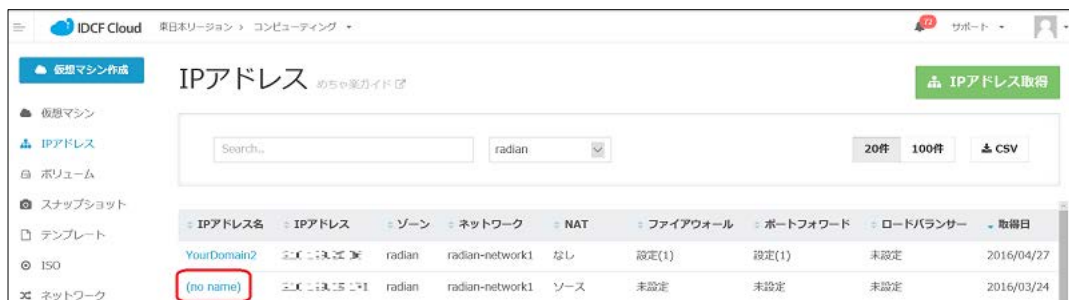 IDCF Cloud 東日本リージョン › コンピューティング 72 サポート
仮想マシン作成
IPアドレス めちゃ楽ガイド
IPアドレス取得
仮想マシン
IPアドレス
ボリューム
スナップショット
テンプレート
ISO
ネットワーク
Search... radian 20件 100件 CSV
IPアドレス名 IPアドレス ゾーン ネットワーク NAT ファイアウォール ポートフォワード ロードバランサー 取得日
YourDomain2 radian radian-network1 なし 設定(1) 設定(1) 未設定 2016/04/27
(no name) radian radian-network1 ソース 未設定 未設定 未設定 2016/03/24